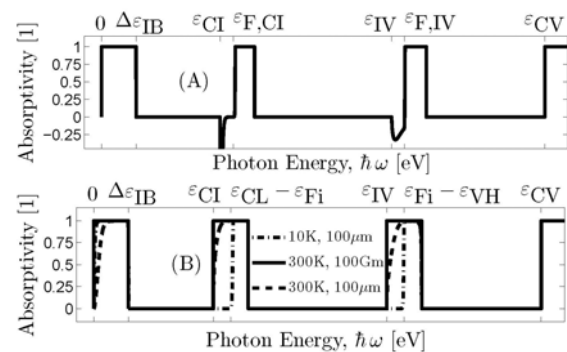 0 Δε_IB ε_CI ε_F,CI ε_IV ε_F,IV ε_CV
Absorptivity [1]
1
0.75
0.5
0.25
0
−0.25
(A)
Photon Energy, ℏω [eV]
0 Δε_IB ε_CI ε_CL − ε_Fi ε_IV ε_Fi − ε_VH ε_CV
Absorptivity [1]
1
0.75
0.5
0.25
0
(B)
10K, 100μm
300K, 100Gm
300K, 100μm
Photon Energy, ℏω [eV]